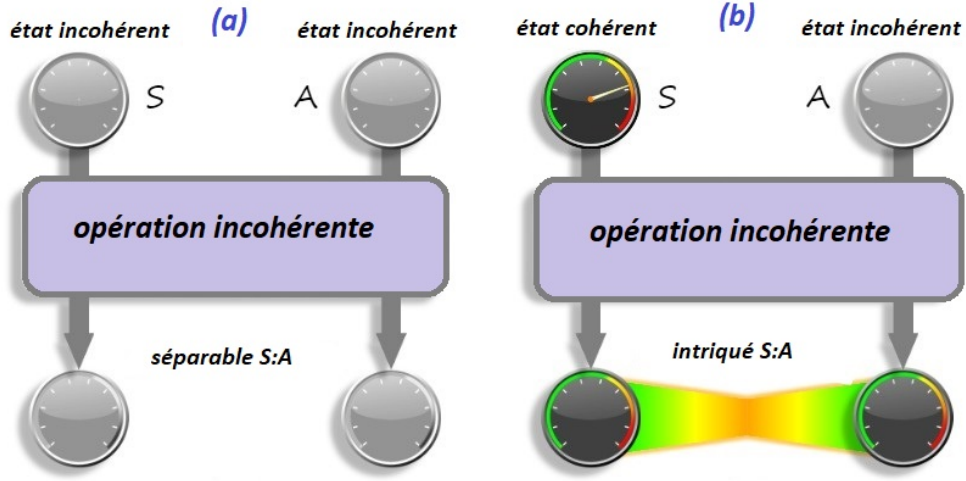 (a)
état incohérent
état incohérent
S
A
opération incohérente
séparable S:A
(b)
état cohérent
état incohérent
S
A
opération incohérente
intriqué S:A